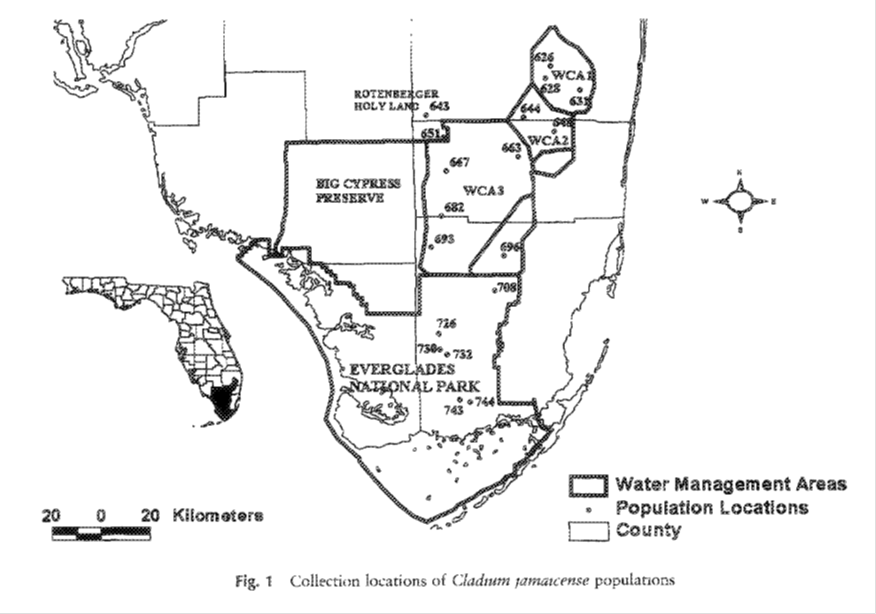 626
WCA1
628
631
ROTENBERGER
HOLY LAND 643
644
651
WCA2
663
667
BIG CYPRESS
PRESERVE
WCA3
682
693
696
708
N
W E
S
726
730 732
EVERGLADES
NATIONAL PARK
743 744
Water Management Areas
Population Locations
County
20 0 20 Kilometers
Fig. 1 Collection locations of Cladium jamaicense populations